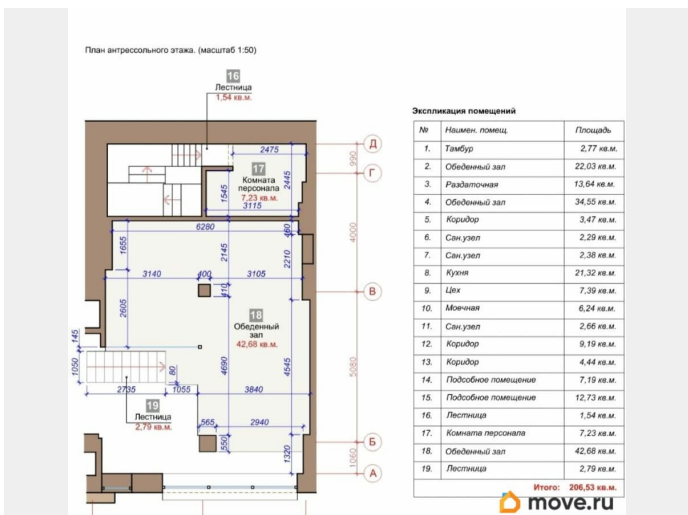 План антрессольного этажа. (масштаб 1:50)
16
Лестница
1,54 кв.м.
2475
990
Д
Г
17
Комната
персонала
7,23 кв.м.
1545
2445
3115
6280
460
1655
2145
2210
4000
3140
400
3105
В
410
2605
18
Обеденный
зал
42,68 кв.м.
145
1050
80
4690
4545
5080
2735
1055
3840
19
Лестница
2,79 кв.м.
565
2940
550
1320
Б
1060
А
Экспликация помещений
№ Наимен. помещ. Площадь
1. Тамбур 2,77 кв.м.
2. Обеденный зал 22,03 кв.м.
3. Раздаточная 13,64 кв.м.
4. Обеденный зал 34,55 кв.м.
5. Коридор 3,47 кв.м.
6. Сан.узел 2,29 кв.м.
7. Сан.узел 2,38 кв.м.
8. Кухня 21,32 кв.м.
9. Цех 7,39 кв.м.
10. Моечная 6,24 кв.м.
11. Сан.узел 2,66 кв.м.
12. Коридор 9,19 кв.м.
13. Коридор 4,44 кв.м.
14. Подсобное помещение 7,19 кв.м.
15. Подсобное помещение 12,73 кв.м.
16. Лестница 1,54 кв.м.
17. Комната персонала 7,23 кв.м.
18. Обеденный зал 42,68 кв.м.
19. Лестница 2,79 кв.м.
Итого: 206,53 кв.м.
move.ru